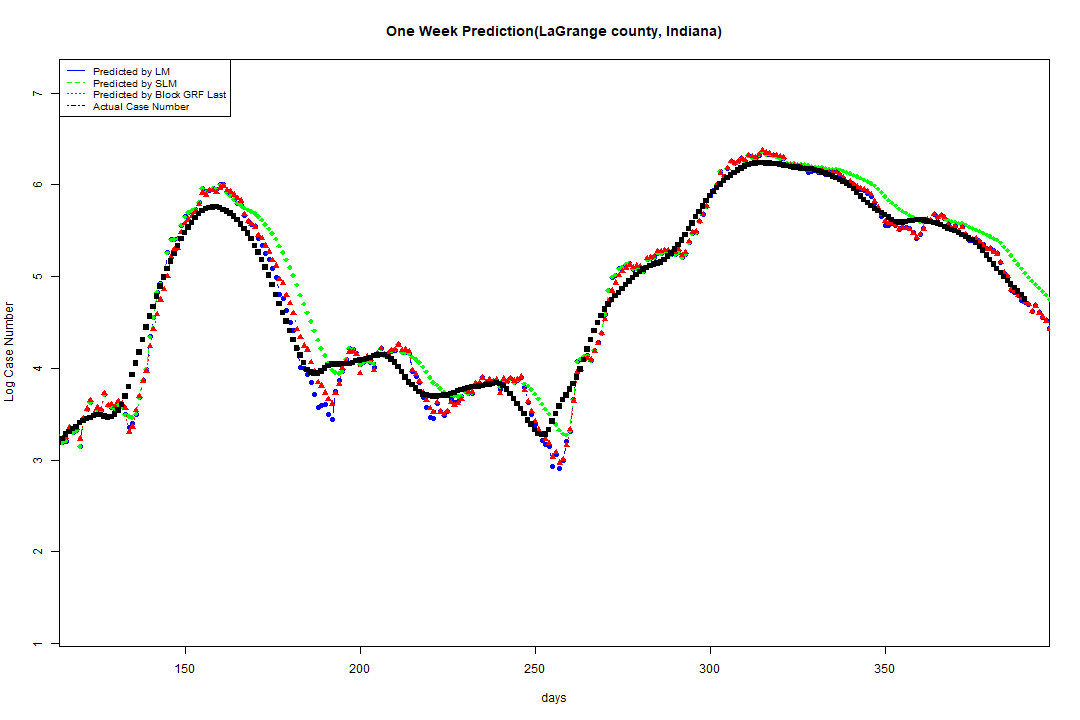 One Week Prediction(LaGrange county, Indiana)
Predicted by LM
Predicted by SLM
Predicted by Block GRF Last
Actual Case Number
Log Case Number
7
6
5
4
3
2
1
150
200
250
300
350
days